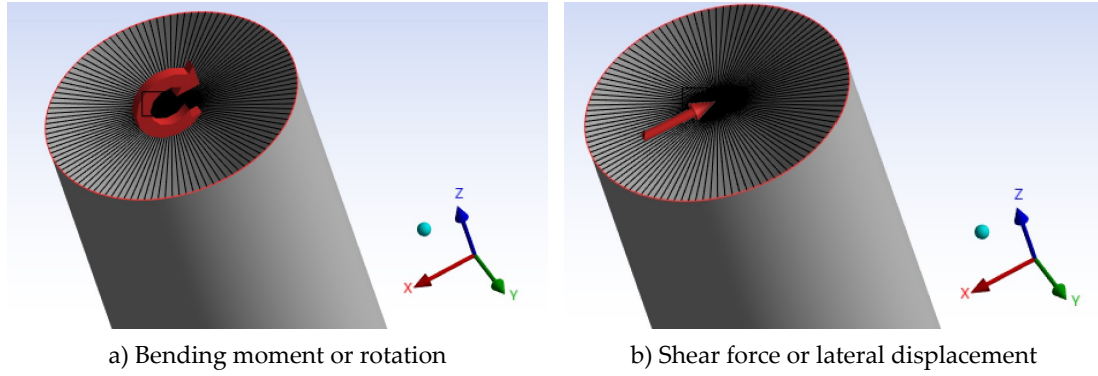 Z
X
Y
Z
X
Y
a) Bending moment or rotation
b) Shear force or lateral displacement